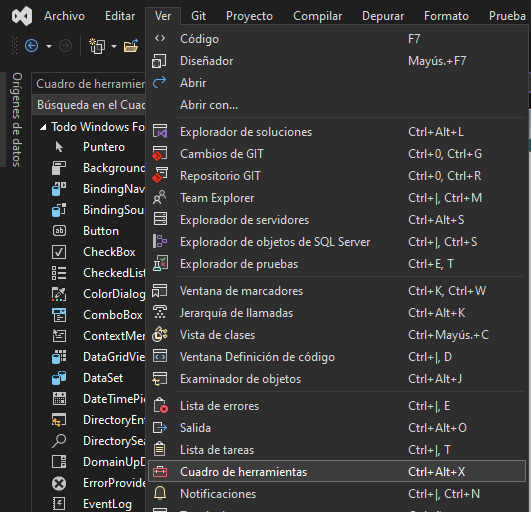 Archivo Editar Ver Git Proyecto Compilar Depurar Formato Prueba
Orígenes de datos
Cuadro de herramien
Búsqueda en el Cuad
Todo Windows Fo
Puntero
Background
BindingNav
BindingSou
Button
CheckBox
CheckedList
ColorDialog
ComboBox
ContextMen
DataGridVie
DataSet
DateTimePic
DirectoryEnt
DirectorySea
DomainUpD
ErrorProvide
EventLog
Código F7
Diseñador Mayús.+F7
Abrir
Abrir con...
Explorador de soluciones Ctrl+Alt+L
Cambios de GIT Ctrl+0, Ctrl+G
Repositorio GIT Ctrl+0, Ctrl+R
Team Explorer Ctrl+|, Ctrl+M
Explorador de servidores Ctrl+Alt+S
Explorador de objetos de SQL Server Ctrl+|, Ctrl+S
Explorador de pruebas Ctrl+E, T
Ventana de marcadores Ctrl+K, Ctrl+W
Jerarquía de llamadas Ctrl+Alt+K
Vista de clases Ctrl+Mayús.+C
Ventana Definición de código Ctrl+|, D
Examinador de objetos Ctrl+Alt+J
Lista de errores Ctrl+|, E
Salida Ctrl+Alt+O
Lista de tareas Ctrl+|, T
Cuadro de herramientas Ctrl+Alt+X
Notificaciones Ctrl+|, Ctrl+N